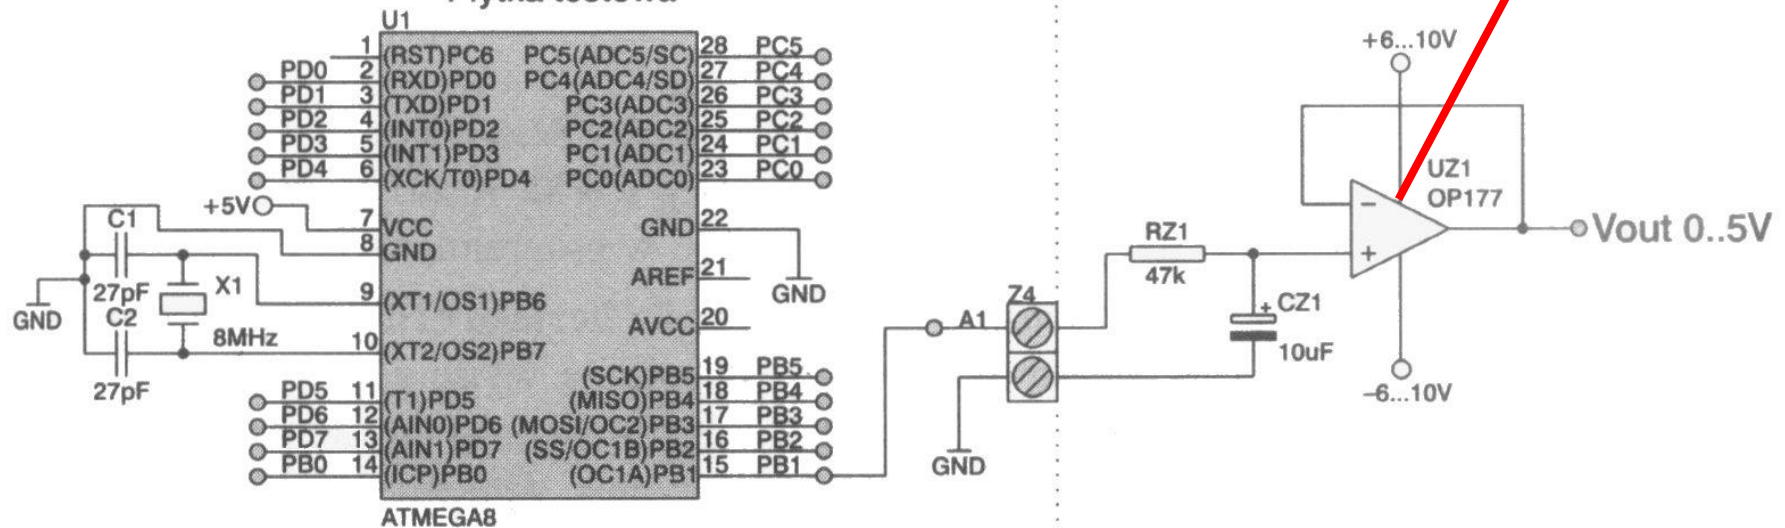 U1
1 (RST)PC6 PC5(ADC5/SC) 28 PC5
PD0 2 (RXD)PD0 PC4(ADC4/SD) 27 PC4
PD1 3 (TXD)PD1 PC3(ADC3) 26 PC3
PD2 4 (INT0)PD2 PC2(ADC2) 25 PC2
PD3 5 (INT1)PD3 PC1(ADC1) 24 PC1
PD4 6 (XCK/T0)PD4 PC0(ADC0) 23 PC0
+5V 7 VCC GND 22
8 GND
AREF 21
GND
9 (XT1/OS1)PB6
AVCC 20
10 (XT2/OS2)PB7
(SCK)PB5 19 PB5
PD5 11 (T1)PD5 (MISO)PB4 18 PB4
PD6 12 (AIN0)PD6 (MOSI/OC2)PB3 17 PB3
PD7 13 (AIN1)PD7 (SS/OC1B)PB2 16 PB2
PB0 14 (ICP)PB0 (OC1A)PB1 15 PB1
ATMEGA8
C1
27pF
C2
27pF
X1
8MHz
GND
A1
Z4
GND
RZ1
47k
+
CZ1
10uF
+6...10V
UZ1
OP177
−
+
−6...10V
Vout 0..5V